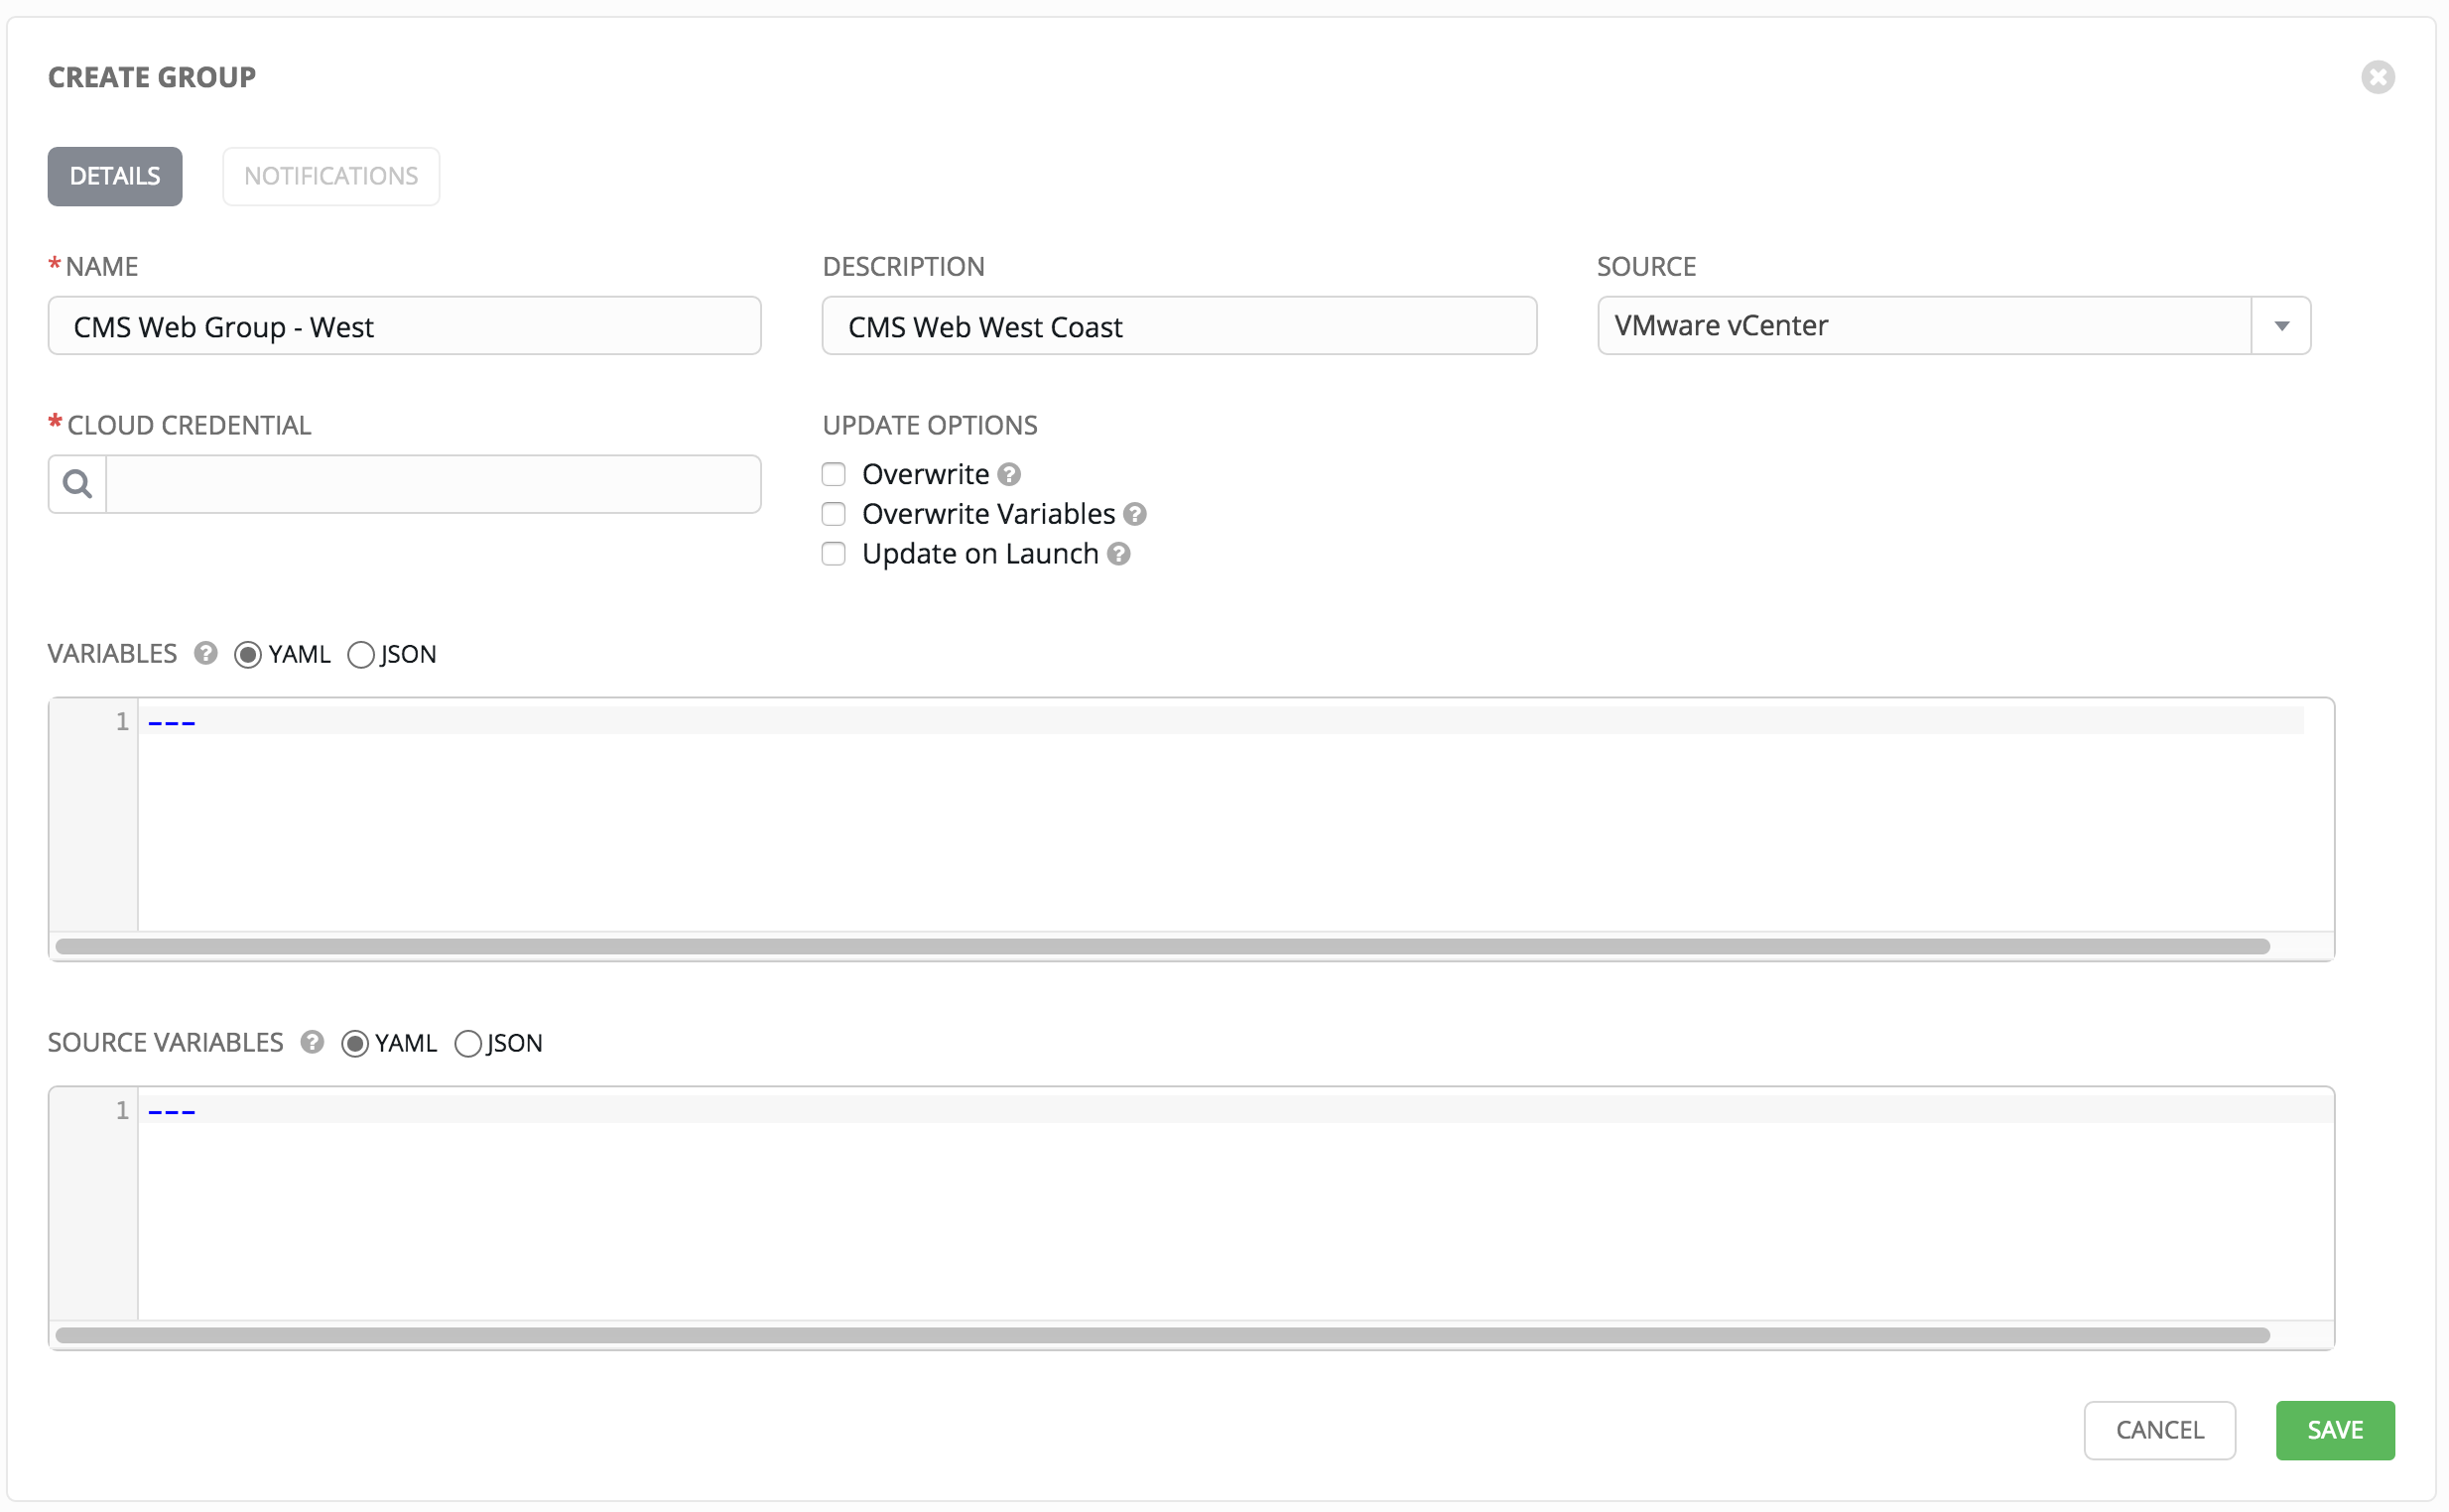 CREATE GROUP
DETAILS NOTIFICATIONS
* NAME DESCRIPTION SOURCE
CMS Web Group - West CMS Web West Coast VMware vCenter
* CLOUD CREDENTIAL UPDATE OPTIONS
Overwrite ?
Overwrite Variables ?
Update on Launch ?
VARIABLES ? YAML JSON
1 ---
SOURCE VARIABLES ? YAML JSON
1 ---
CANCEL SAVE